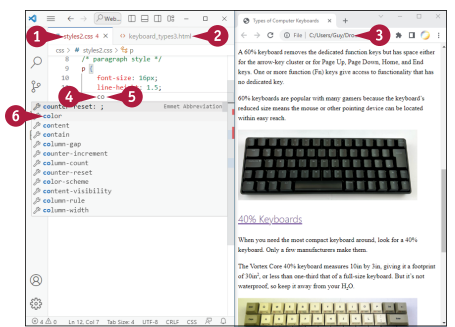 Web...
styles2.css 4
keyboard_types3.html
css > # styles2.css > p
8 /* paragraph style */
9 p {
10 font-size: 16px;
line-height: 1.5;
co
counter-reset: ; Emmet Abbreviation
color
content
contain
column-gap
counter-increment
column-count
counter-reset
color-scheme
content-visibility
column-rule
column-width
4 0 Ln 12, Col 7 Tab Size: 4 UTF-8 CRLF CSS
1
2
4
5
6
Types of Computer Keyboards
File | C:/Users/Guy/Dro
3
A 60% keyboard removes the dedicated function keys but has space either
for the arrow-key cluster or for Page Up, Page Down, Home, and End
keys. One or more function (Fn) keys give access to functionality that has
no dedicated key.
60% keyboards are popular with many gamers because the keyboard's
reduced size means the mouse or other pointing device can be located
within easy reach.
40% Keyboards
When you need the most compact keyboard around, look for a 40%
keyboard. Only a few manufacturers make them.
The Vortex Core 40% keyboard measures 10in by 3in, giving it a footprint
of 30in², or less than one-third that of a full-size keyboard. But it's not
waterproof, so keep it away from your H₂O.